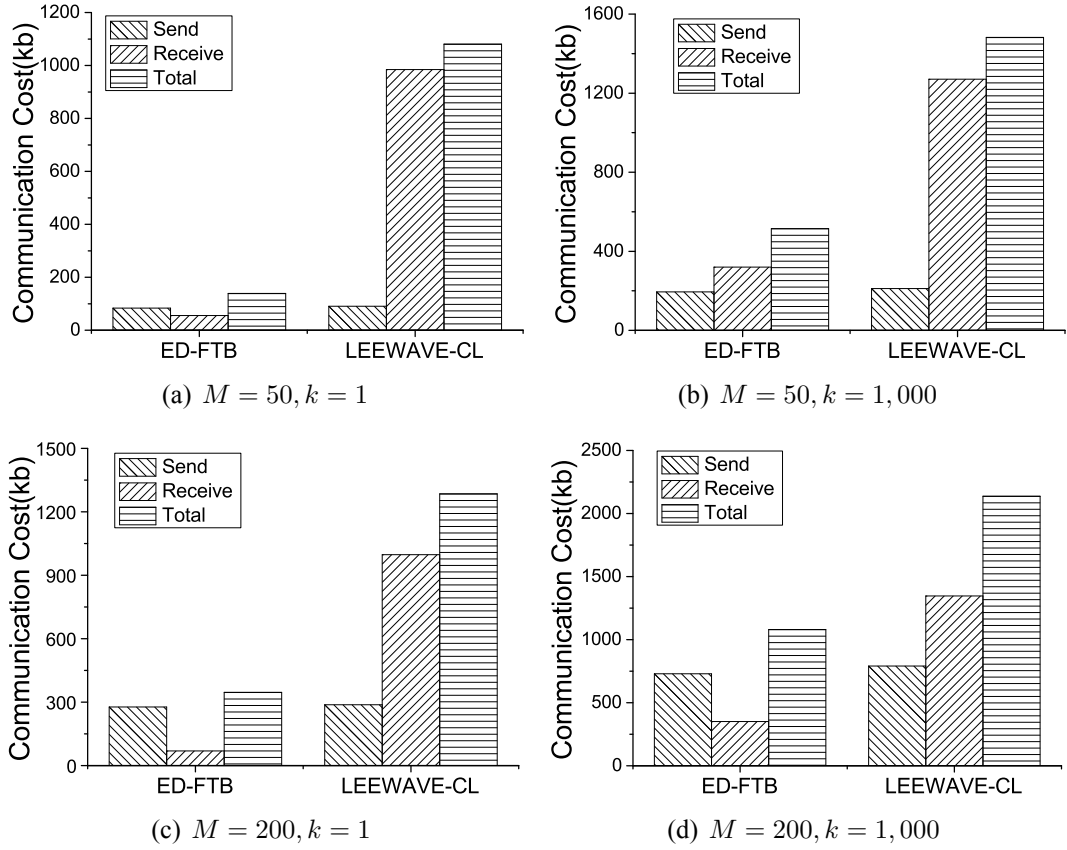 Communication Cost(kb)
1200
1000
800
600
400
200
0
Send
Receive
Total
ED-FTB
LEEWAVE-CL
(a) M = 50, k = 1
Communication Cost(kb)
1600
1200
800
400
0
Send
Receive
Total
ED-FTB
LEEWAVE-CL
(b) M = 50, k = 1, 000
Communication Cost(kb)
1500
1200
900
600
300
0
Send
Receive
Total
ED-FTB
LEEWAVE-CL
(c) M = 200, k = 1
Communication Cost(kb)
2500
2000
1500
1000
500
0
Send
Receive
Total
ED-FTB
LEEWAVE-CL
(d) M = 200, k = 1, 000